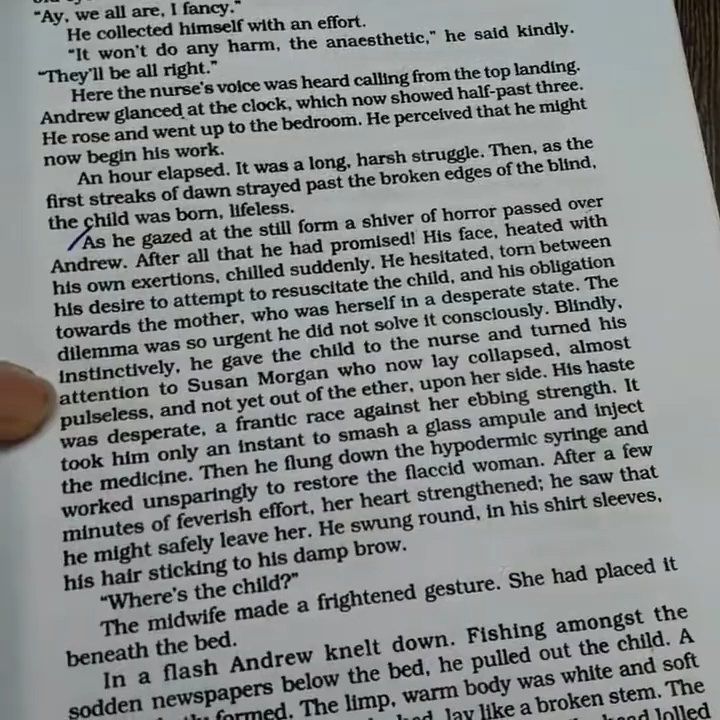 "Ay, we all are, I fancy."
He collected himself with an effort.
"It won't do any harm, the anaesthetic," he said kindly.
"They'll be all right."
Here the nurse's voice was heard calling from the top landing.
Andrew glanced at the clock, which now showed half-past three.
He rose and went up to the bedroom. He perceived that he might
now begin his work.
An hour elapsed. It was a long, harsh struggle. Then, as the
first streaks of dawn strayed past the broken edges of the blind,
the child was born, lifeless.
As he gazed at the still form a shiver of horror passed over
Andrew. After all that he had promised! His face, heated with
his own exertions, chilled suddenly. He hesitated, torn between
his desire to attempt to resuscitate the child, and his obligation
towards the mother, who was herself in a desperate state. The
dilemma was so urgent he did not solve it consciously. Blindly,
instinctively, he gave the child to the nurse and turned his
attention to Susan Morgan who now lay collapsed, almost
pulseless, and not yet out of the ether, upon her side. His haste
was desperate, a frantic race against her ebbing strength. It
took him only an instant to smash a glass ampule and inject
the medicine. Then he flung down the hypodermic syringe and
worked unsparingly to restore the flaccid woman. After a few
minutes of feverish effort, her heart strengthened; he saw that
he might safely leave her. He swung round, in his shirt sleeves,
his hair sticking to his damp brow.
"Where's the child?"
The midwife made a frightened gesture. She had placed it
beneath the bed.
In a flash Andrew knelt down. Fishing amongst the
sodden newspapers below the bed, he pulled out the child. A
formed. The limp, warm body was white and soft
lay like a broken stem. The
lolled